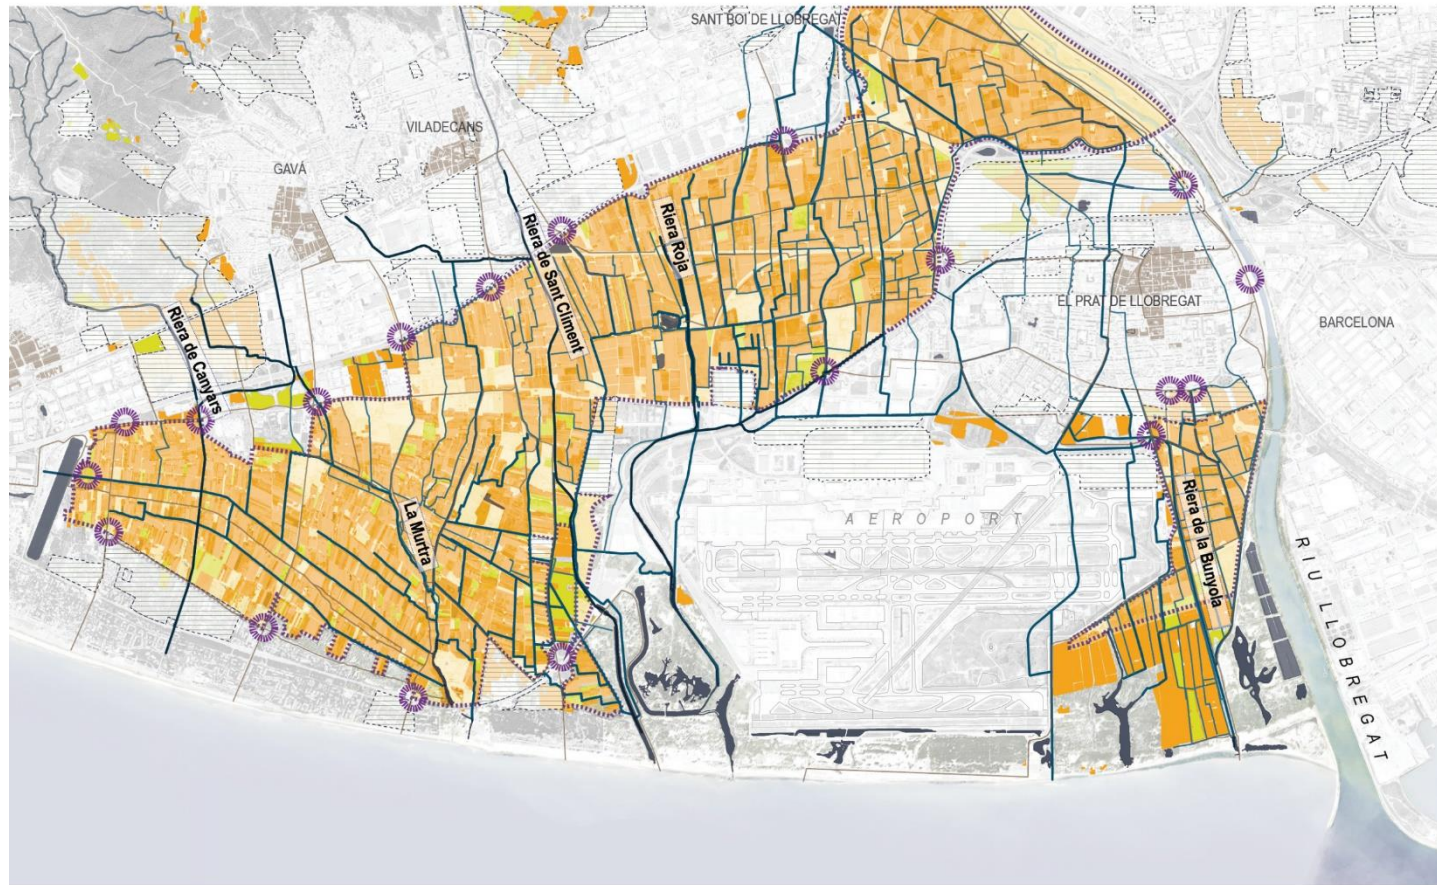 SANT BOI DE LLOBREGAT
VILADECANS
GAVÀ
Riera de Sant Climent
Riera Roja
EL PRAT DE LLOBREGAT
BARCELONA
Riera de Canyars
La Murtra
AEROPORT
Riera de la Bunyola
RIU LLOBREGAT